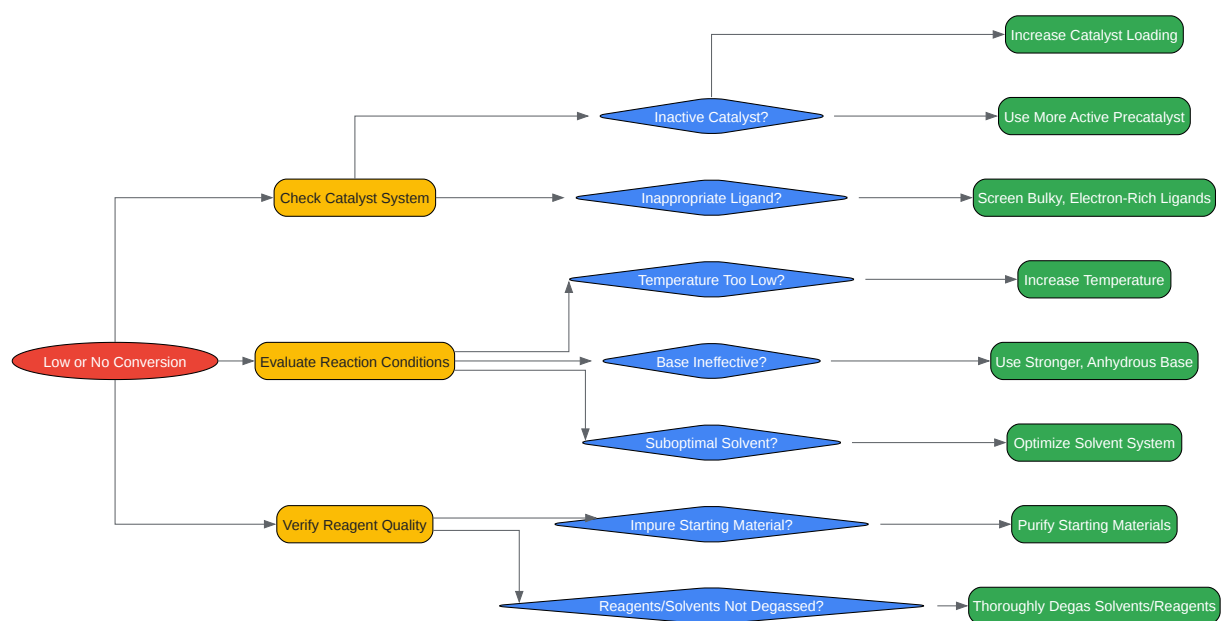 Increase Catalyst Loading
Inactive Catalyst?
Use More Active Precatalyst
Check Catalyst System
Inappropriate Ligand?
Screen Bulky, Electron-Rich Ligands
Temperature Too Low?
Increase Temperature
Low or No Conversion
Evaluate Reaction Conditions
Base Ineffective?
Use Stronger, Anhydrous Base
Suboptimal Solvent?
Optimize Solvent System
Verify Reagent Quality
Impure Starting Material?
Purify Starting Materials
Reagents/Solvents Not Degassed?
Thoroughly Degas Solvents/Reagents